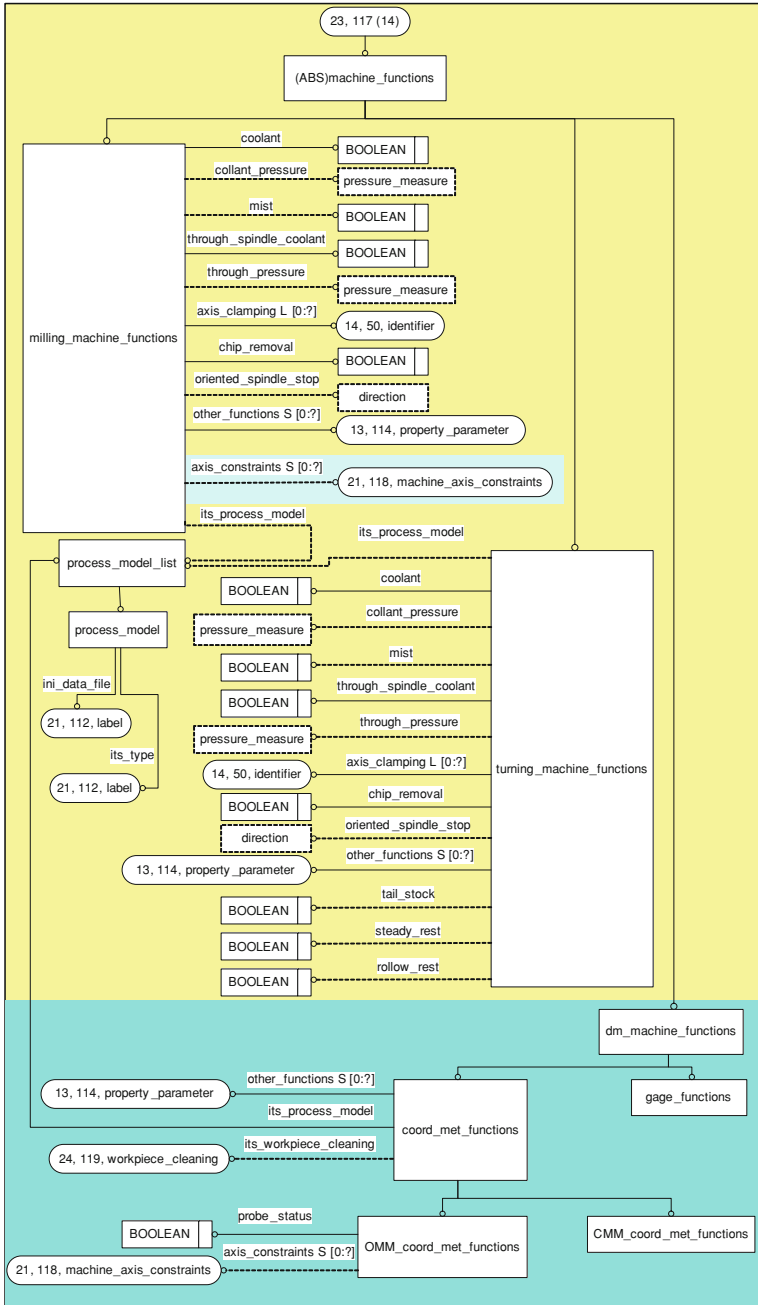 23, 117 (14)
(ABS)machine_functions
milling_machine_functions
coolant
BOOLEAN
collant_pressure
pressure_measure
mist
BOOLEAN
through_spindle_coolant
BOOLEAN
through_pressure
pressure_measure
axis_clamping L [0:?]
14, 50, identifier
chip_removal
BOOLEAN
oriented_spindle_stop
direction
other_functions S [0:?]
13, 114, property_parameter
axis_constraints S [0:?]
21, 118, machine_axis_constraints
its_process_model
its_process_model
process_model_list
process_model
ini_data_file
21, 112, label
its_type
21, 112, label
turning_machine_functions
coolant
BOOLEAN
collant_pressure
pressure_measure
mist
BOOLEAN
through_spindle_coolant
BOOLEAN
through_pressure
pressure_measure
axis_clamping L [0:?]
14, 50, identifier
chip_removal
BOOLEAN
oriented_spindle_stop
direction
other_functions S [0:?]
13, 114, property_parameter
tail_stock
BOOLEAN
steady_rest
BOOLEAN
rollow_rest
BOOLEAN
dm_machine_functions
gage_functions
coord_met_functions
other_functions S [0:?]
13, 114, property_parameter
its_process_model
its_workpiece_cleaning
24, 119, workpiece_cleaning
OMM_coord_met_functions
CMM_coord_met_functions
probe_status
BOOLEAN
axis_constraints S [0:?]
21, 118, machine_axis_constraints